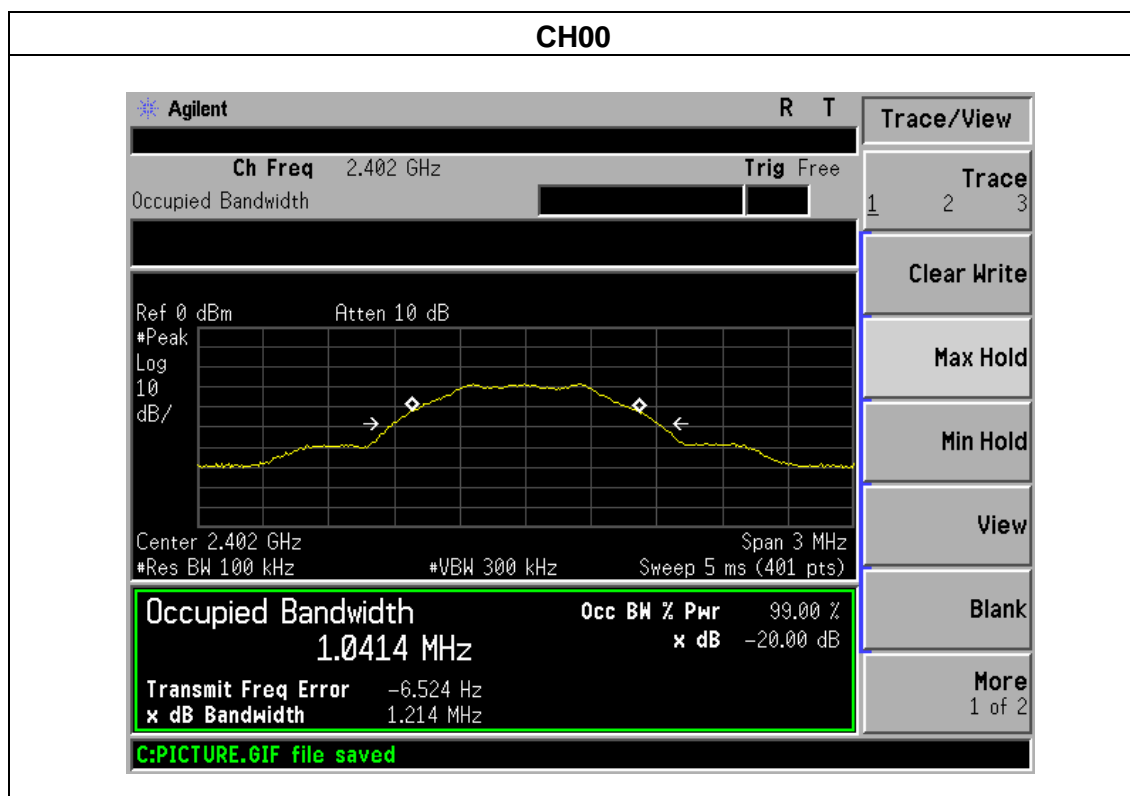 CH00
Agilent R T
Trace/View
Ch Freq 2.402 GHz Trig Free
Occupied Bandwidth
Trace
1 2 3
Clear Write
Ref 0 dBm Atten 10 dB
#Peak
Log
10
dB/
Max Hold
Min Hold
View
Center 2.402 GHz Span 3 MHz
#Res BW 100 kHz #VBW 300 kHz Sweep 5 ms (401 pts)
Occupied Bandwidth Occ BW % Pwr 99.00 %
1.0414 MHz x dB -20.00 dB
Blank
Transmit Freq Error -6.524 Hz
x dB Bandwidth 1.214 MHz
More
1 of 2
C:PICTURE.GIF file saved